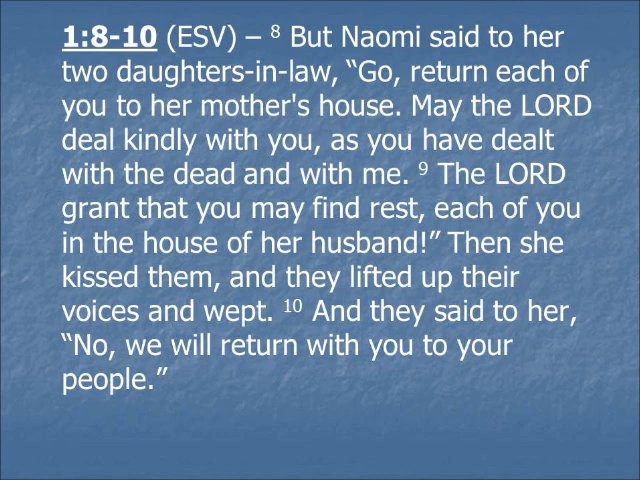 1:8-10 (ESV) – 8 But Naomi said to her
two daughters-in-law, “Go, return each of
you to her mother's house. May the LORD
deal kindly with you, as you have dealt
with the dead and with me. 9 The LORD
grant that you may find rest, each of you
in the house of her husband!” Then she
kissed them, and they lifted up their
voices and wept. 10 And they said to her,
“No, we will return with you to your
people.”